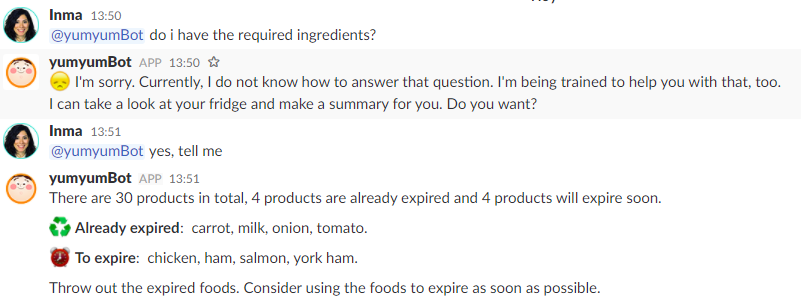 Inma 13:50
@yumyumBot do i have the required ingredients?
yumyumBot APP 13:50
I'm sorry. Currently, I do not know how to answer that question. I'm being trained to help you with that, too.
I can take a look at your fridge and make a summary for you. Do you want?
Inma 13:51
@yumyumBot yes, tell me
yumyumBot APP 13:51
There are 30 products in total, 4 products are already expired and 4 products will expire soon.
Already expired: carrot, milk, onion, tomato.
To expire: chicken, ham, salmon, york ham.
Throw out the expired foods. Consider using the foods to expire as soon as possible.